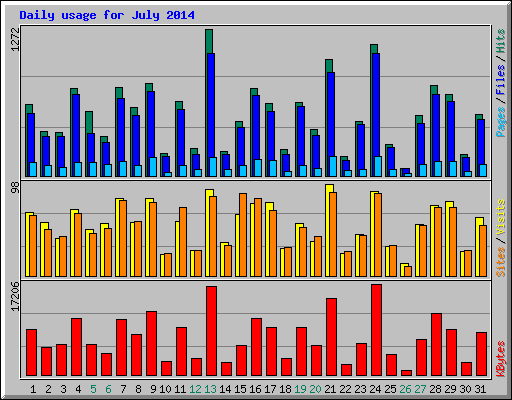 Daily usage for July 2014
1272
Pages / Files / Hits
98
Sites / Visits
17206
KBytes
1 2 3 4 5 6 7 8 9 10 11 12 13 14 15 16 17 18 19 20 21 22 23 24 25 26 27 28 29 30 31